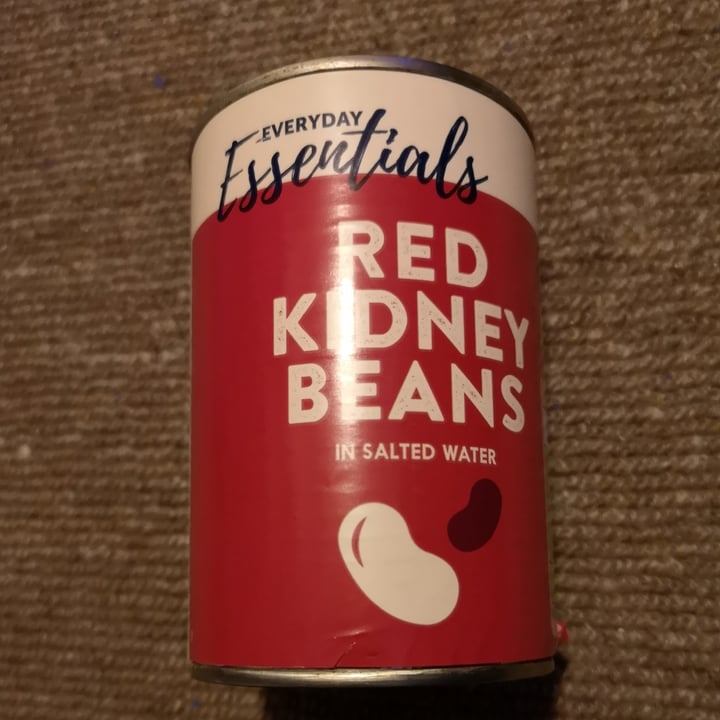 EVERYDAY
Essentials
RED
KIDNEY
BEANS
IN SALTED WATER